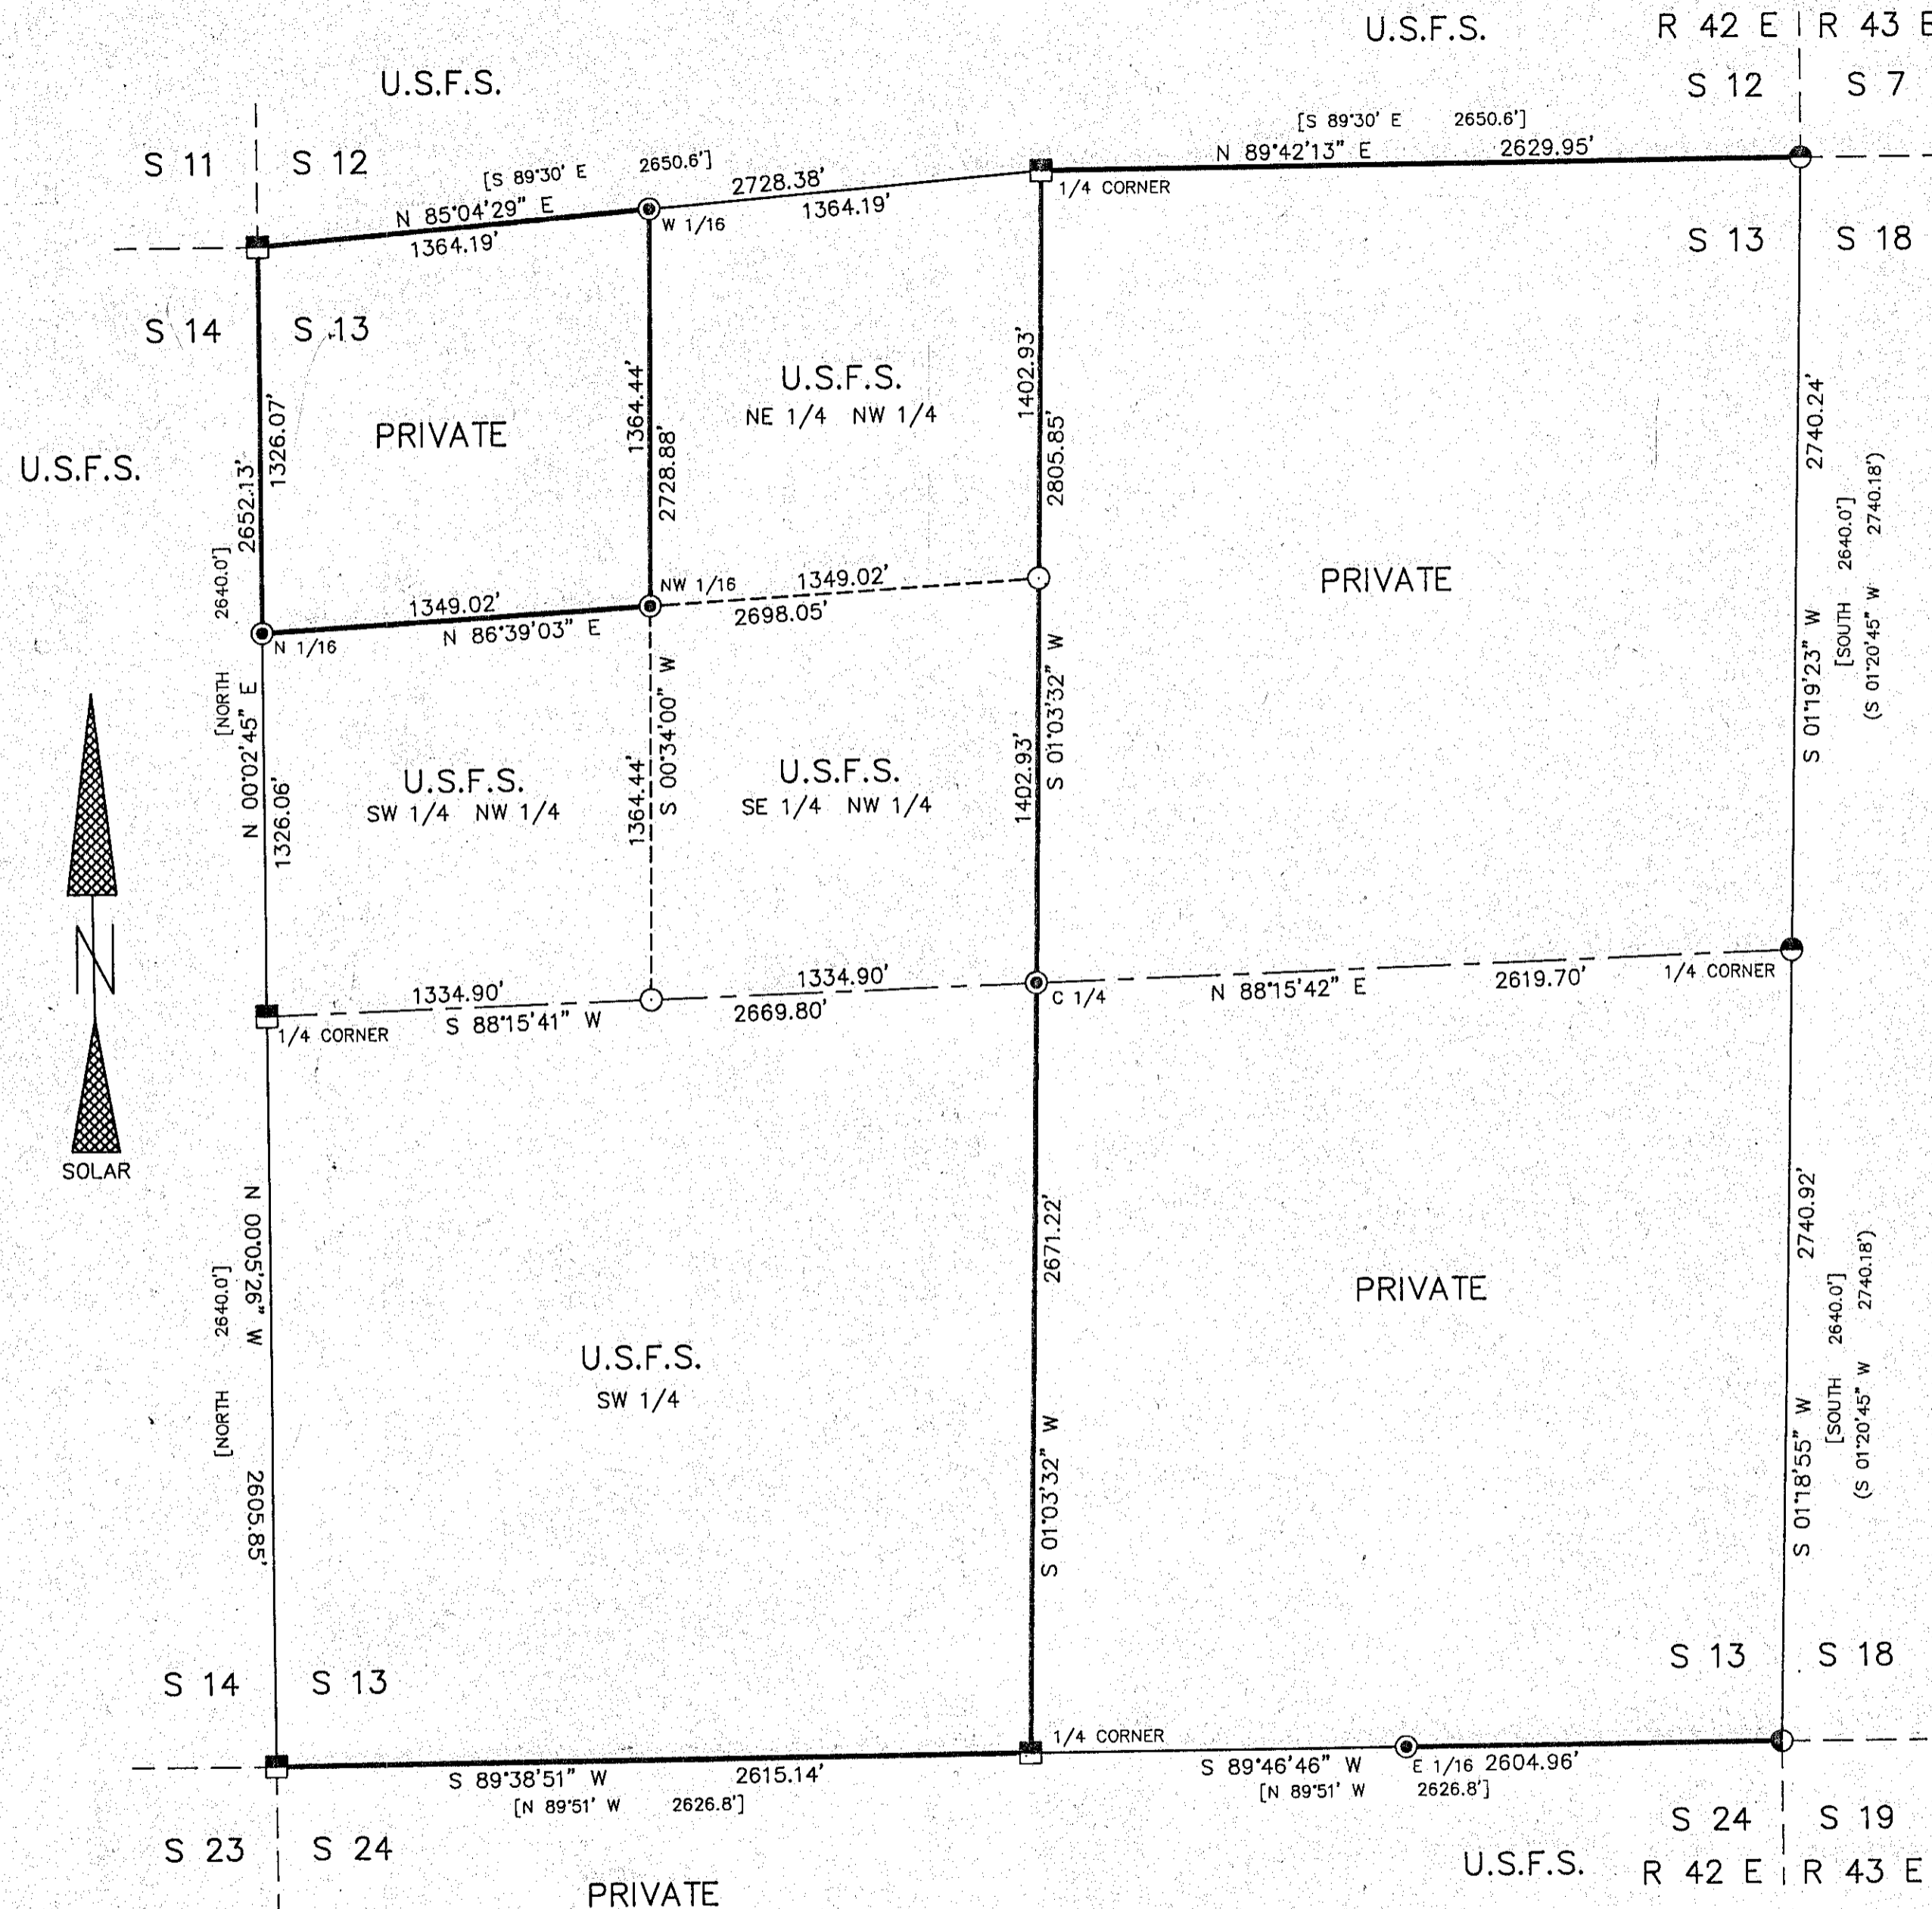 U.S.F.S.
R 42 E
R 43 E
U.S.F.S.
S 12
S 7
[S 89°30' E 2650.6']
N 89°42'13" E 2629.95'
S 11
S 12
[S 89°30' E 2650.6']
2728.38'
1/4 CORNER
N 85°04'29" E
1364.19'
1364.19'
W 1/16
S 13
S 18
S 14
S 13
1402.93'
2805.85'
U.S.F.S.
NE 1/4 NW 1/4
1364.44'
2728.88'
2740.24'
1326.07'
2652.13'
PRIVATE
U.S.F.S.
[SOUTH 2640.0']
(S 01°20'45" W 2740.18')
S 01°19'23" W
PRIVATE
NW 1/16
1349.02'
2698.05'
1349.02'
N 86°39'03" E
N 1/16
[NORTH 2640.0']
N 00°02'45" E
1326.06'
S 00°34'00" W
1364.44'
S 01°03'32" W
1402.93'
U.S.F.S.
SW 1/4 NW 1/4
U.S.F.S.
SE 1/4 NW 1/4
N
SOLAR
1334.90'
1334.90'
S 88°15'41" W
2669.80'
1/4 CORNER
C 1/4
N 88°15'42" E
2619.70'
1/4 CORNER
N 00°05'26" W
2605.85'
[NORTH 2640.0']
2671.22'
S 01°03'32" W
2740.92'
S 01°18'55" W
[SOUTH 2640.0']
(S 01°20'45" W 2740.18')
PRIVATE
U.S.F.S.
SW 1/4
S 14
S 13
S 13
S 18
1/4 CORNER
S 89°38'51" W 2615.14'
[N 89°51' W 2626.8']
S 89°46'46" W
E 1/16
2604.96'
[N 89°51' W 2626.8']
S 23
S 24
S 24
S 19
PRIVATE
U.S.F.S.
R 42 E
R 43 E